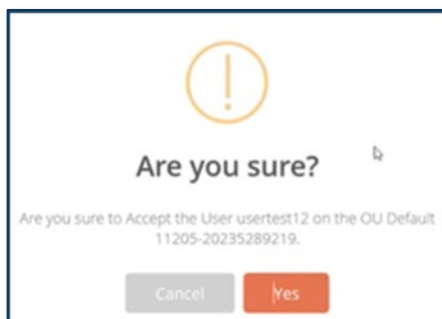 Are you sure?
Are you sure to Accept the User usertest12 on the OU Default
11205-20235289219.
Cancel
Yes